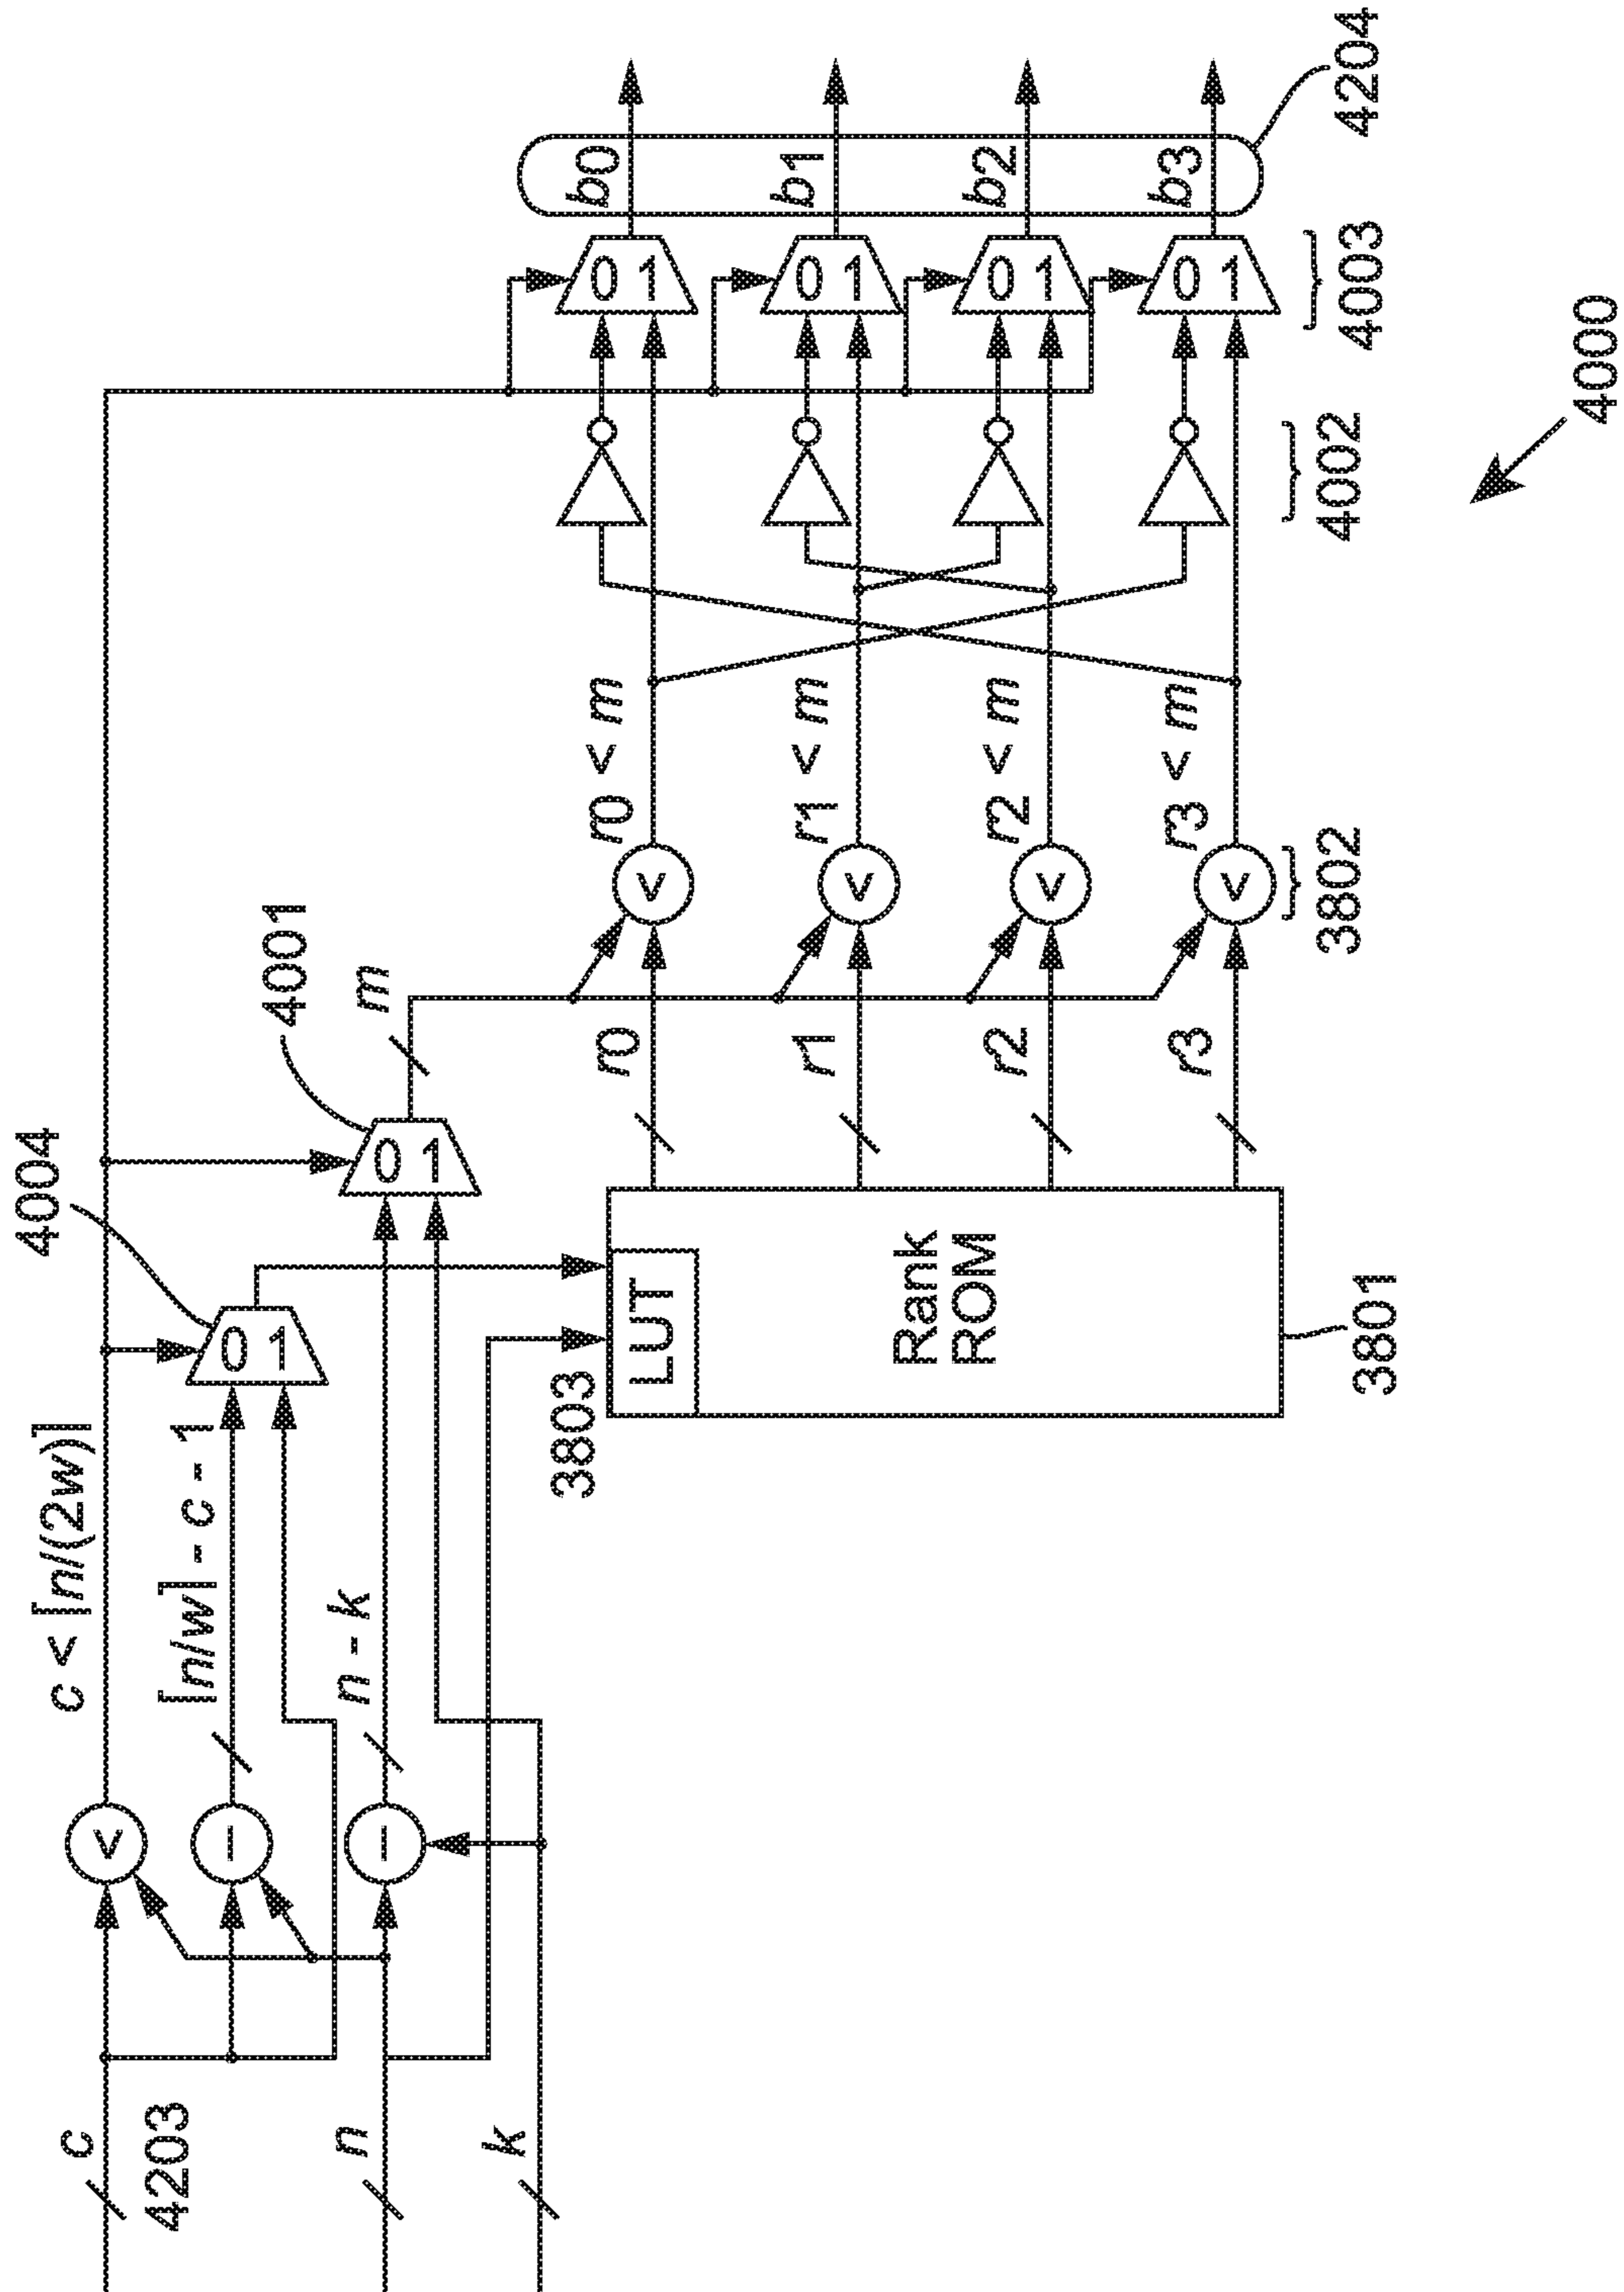 c
4203
n
k
c < ⌈n/(2w)⌉
⌈n/w⌉ - c - 1
n - k
<
–
–
4004
0 1
4001
0 1
m
3803
LUT
Rank
ROM
3801
r0
r1
r2
r3
<
<
<
<
3802
r0 < m
r1 < m
r2 < m
r3 < m
4002
0 1
0 1
0 1
0 1
4003
b0
b1
b2
b3
4204
4000